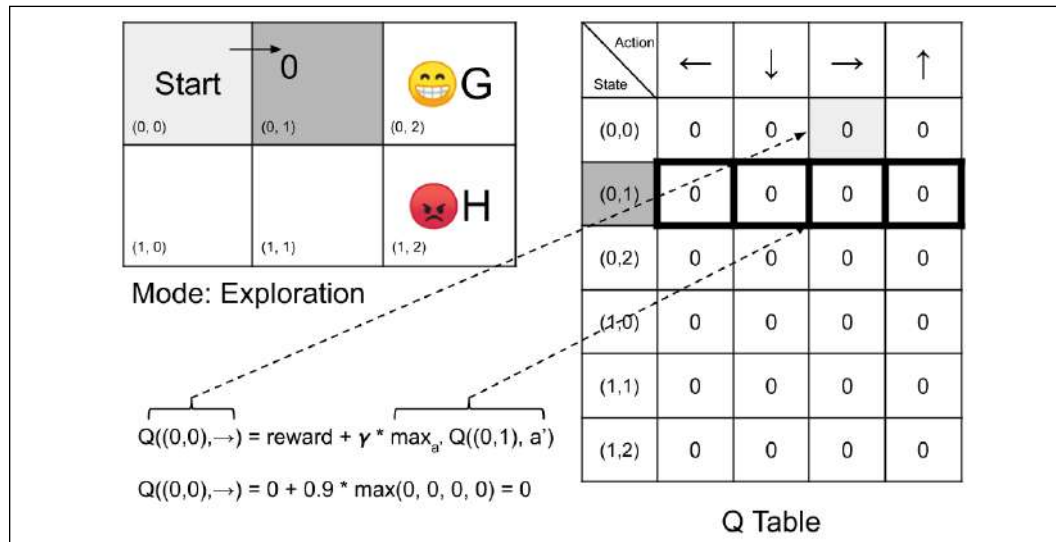 Start
0
G
(0, 0)
(0, 1)
(0, 2)
H
(1, 0)
(1, 1)
(1, 2)
Mode: Exploration
Q((0,0),→) = reward + γ * maxₐ' Q((0,1), a’)
Q((0,0),→) = 0 + 0.9 * max(0, 0, 0, 0) = 0
Action
State
← ↓ → ↑
(0,0) 0 0 0 0
(0,1) 0 0 0 0
(0,2) 0 0 0 0
(1,0) 0 0 0 0
(1,1) 0 0 0 0
(1,2) 0 0 0 0
Q Table